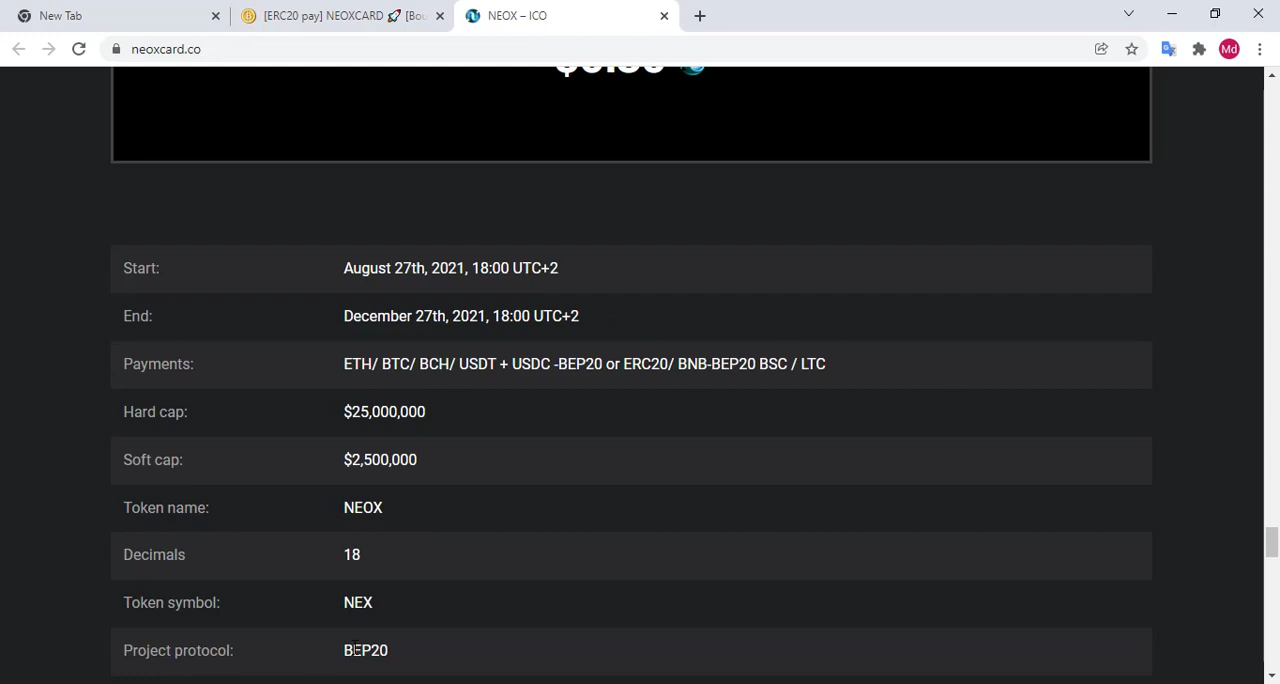 New Tab
[ERC20 pay] NEOXCARD 🚀 [Bou
NEOX – ICO
neoxcard.co
Md
Start: August 27th, 2021, 18:00 UTC+2
End: December 27th, 2021, 18:00 UTC+2
Payments: ETH/ BTC/ BCH/ USDT + USDC -BEP20 or ERC20/ BNB-BEP20 BSC / LTC
Hard cap: $25,000,000
Soft cap: $2,500,000
Token name: NEOX
Decimals 18
Token symbol: NEX
Project protocol: BEP20